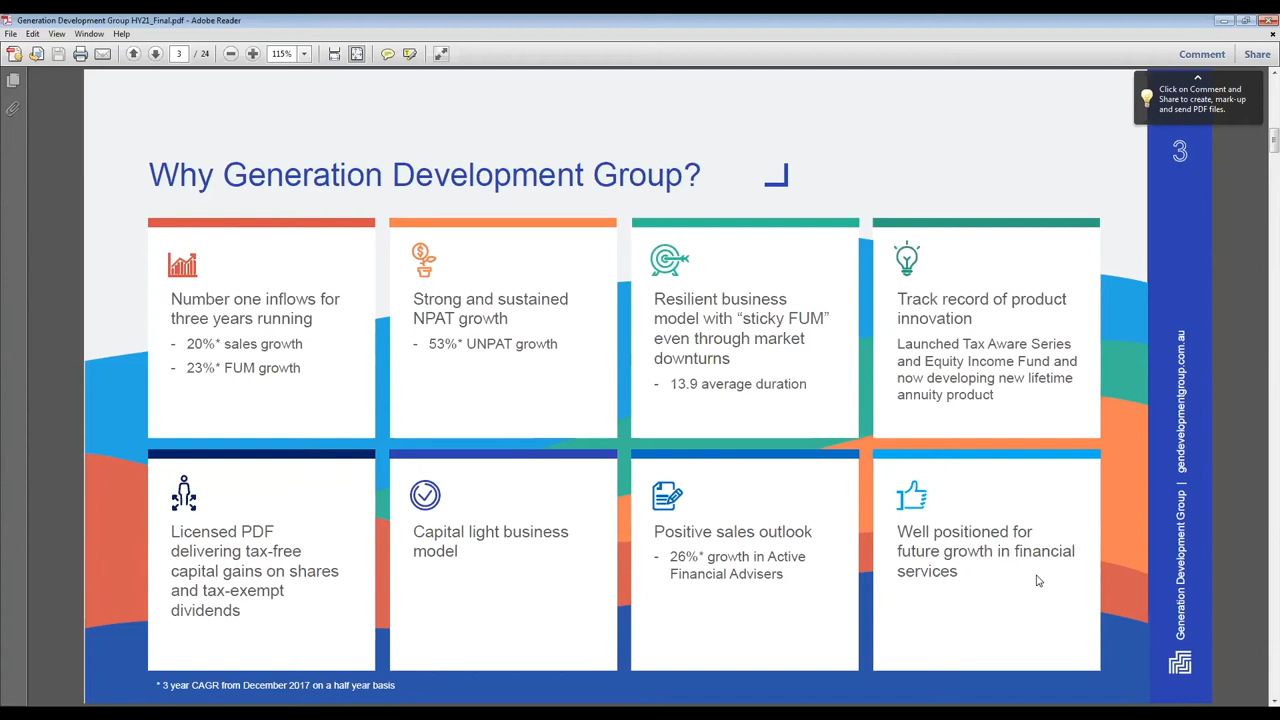 Generation Development Group HY21_Final.pdf - Adobe Reader
File Edit View Window Help
3 / 24 115% Comment Share
Click on Comment and
Share to create, mark-up
and send PDF files.
3
Why Generation Development Group?
Number one inflows for
three years running
- 20%* sales growth
- 23%* FUM growth
Strong and sustained
NPAT growth
- 53%* UNPAT growth
Resilient business
model with “sticky FUM”
even through market
downturns
- 13.9 average duration
Track record of product
innovation
Launched Tax Aware Series
and Equity Income Fund and
now developing new lifetime
annuity product
Licensed PDF
delivering tax-free
capital gains on shares
and tax-exempt
dividends
Capital light business
model
Positive sales outlook
- 26%* growth in Active
Financial Advisers
Well positioned for
future growth in financial
services
* 3 year CAGR from December 2017 on a half year basis
Generation Development Group | gendevelopmentgroup.com.au